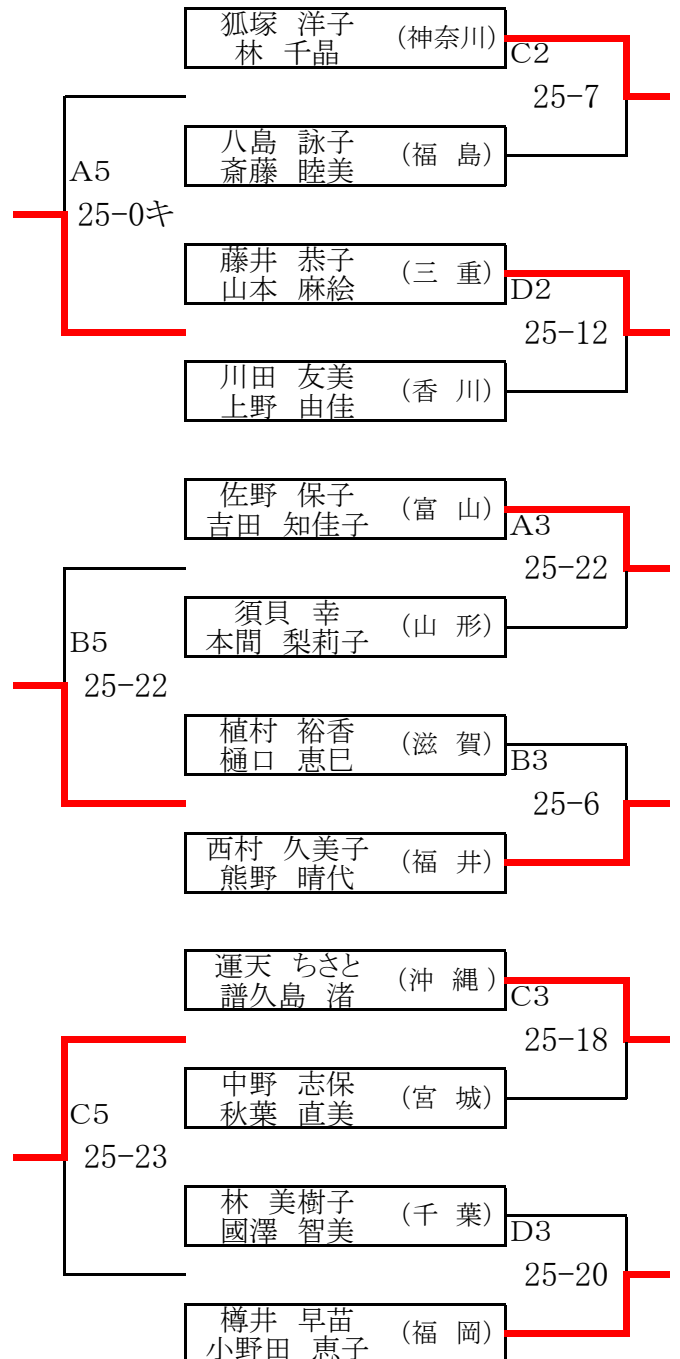 狐塚 洋子
林 千晶
(神奈川)
C2
25-7
八島 詠子
斎藤 睦美
(福 島)
A5
25-0キ
藤井 恭子
山本 麻絵
(三 重)
D2
25-12
川田 友美
上野 由佳
(香 川)
佐野 保子
吉田 知佳子
(富 山)
A3
25-22
須貝 幸
本間 梨莉子
(山 形)
B5
25-22
植村 裕香
樋口 恵巳
(滋 賀)
B3
25-6
西村 久美子
熊野 晴代
(福 井)
運天 ちさと
譜久島 渚
(沖 縄)
C3
25-18
中野 志保
秋葉 直美
(宮 城)
C5
25-23
林 美樹子
國澤 智美
(千 葉)
D3
25-20
樽井 早苗
小野田 恵子
(福 岡)